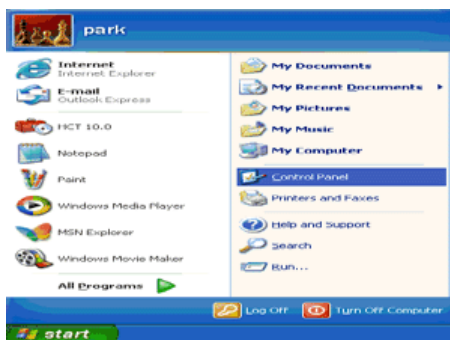 park
Internet
Internet Explorer
E-mail
Outlook Express
HCT 10.0
Notepad
Paint
Windows Media Player
MSN Explorer
Windows Movie Maker
All Programs
My Documents
My Recent Documents
My Pictures
My Music
My Computer
Control Panel
Printers and Faxes
Help and Support
Search
Run...
Log Off
Turn Off Computer
start